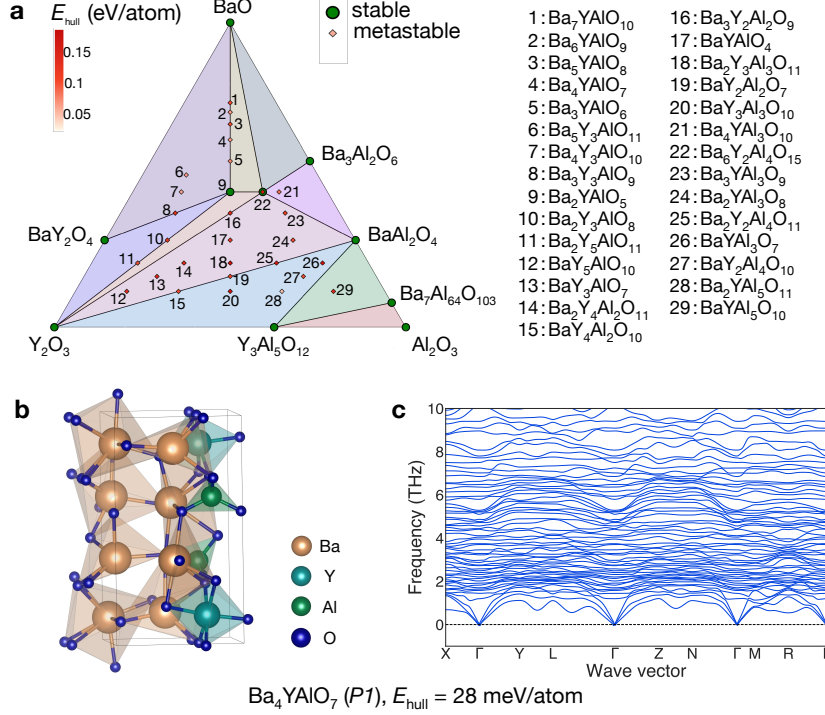 a
E_hull (eV/atom)
0.15
0.10
0.05
stable
metastable
BaO
Ba₃Al₂O₆
BaY₂O₄
BaAl₂O₄
Ba₇Al₆₄O₁₀₃
Y₂O₃
Y₃Al₅O₁₂
Al₂O₃
1
2
3
4
5
6
7
8
9
10
11
12
13
14
15
16
17
18
19
20
21
22
23
24
25
26
27
28
29
1:Ba₇YAlO₁₀
2:Ba₆YAlO₉
3:Ba₅YAlO₈
4:Ba₄YAlO₇
5:Ba₃YAlO₆
6:Ba₅Y₃AlO₁₁
7:Ba₄Y₃AlO₁₀
8:Ba₃Y₃AlO₉
9:Ba₂YAlO₅
10:Ba₂Y₃AlO₈
11:Ba₂Y₅AlO₁₁
12:BaY₅AlO₁₀
13:BaY₃AlO₇
14:Ba₂Y₄Al₂O₁₁
15:BaY₄Al₂O₁₀
16:Ba₃Y₂Al₂O₉
17:BaYAlO₄
18:Ba₂Y₃Al₃O₁₁
19:BaY₂Al₂O₇
20:BaY₃Al₃O₁₀
21:Ba₄YAl₃O₁₀
22:Ba₆Y₂Al₄O₁₅
23:Ba₃YAl₃O₉
24:Ba₂YAl₃O₈
25:Ba₂Y₂Al₄O₁₁
26:BaYAl₃O₇
27:BaY₂Al₄O₁₀
28:Ba₂YAl₅O₁₁
29:BaYAl₅O₁₀
b
Ba
Y
Al
O
c
Frequency (THz)
10
8
6
4
2
0
X Γ Y L Γ Z N Γ M R
Wave vector
Ba₄YAlO₇ (P1), E_hull = 28 meV/atom